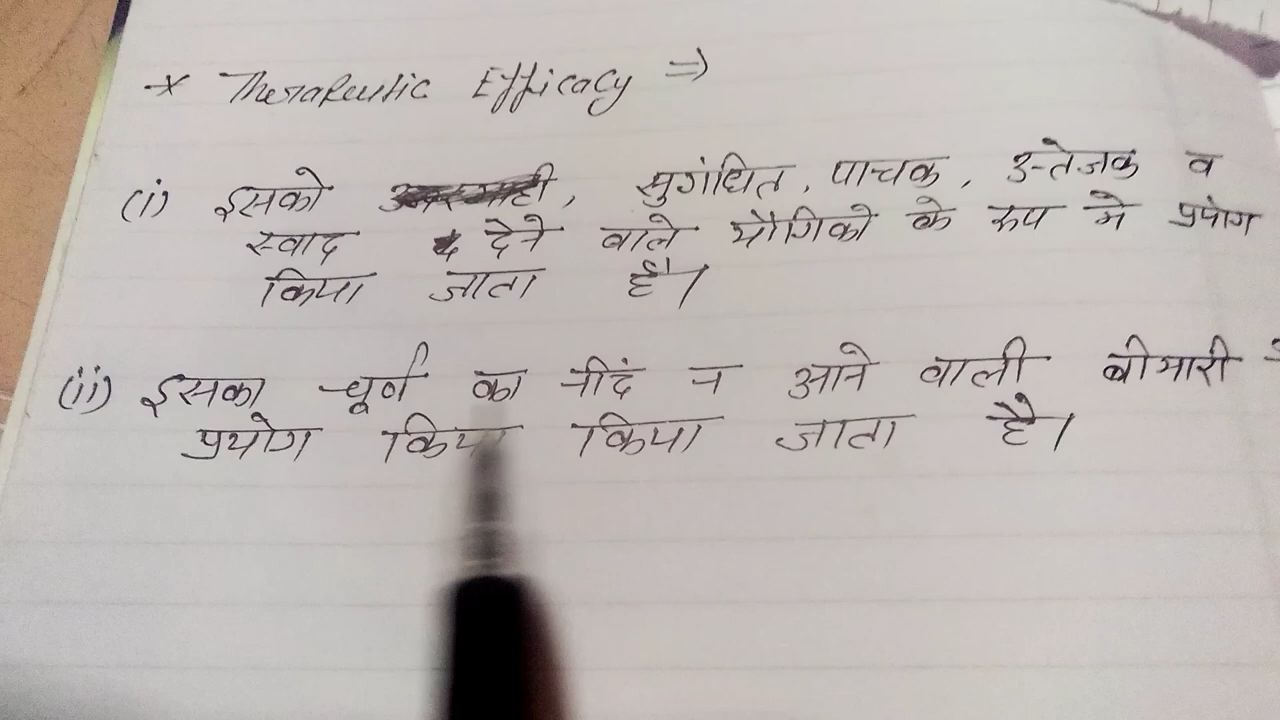 * Therapeutic Efficacy ⇒
(i) इसको , सुगंधित, पाचक, उत्तेजक व
स्वाद देने वाले यौगिको के रूप मे प्रयोग
किया जाता है।
(ii) इसका चूर्ण का नींद न आने वाली बीमारी
प्रयोग किया किया जाता है।